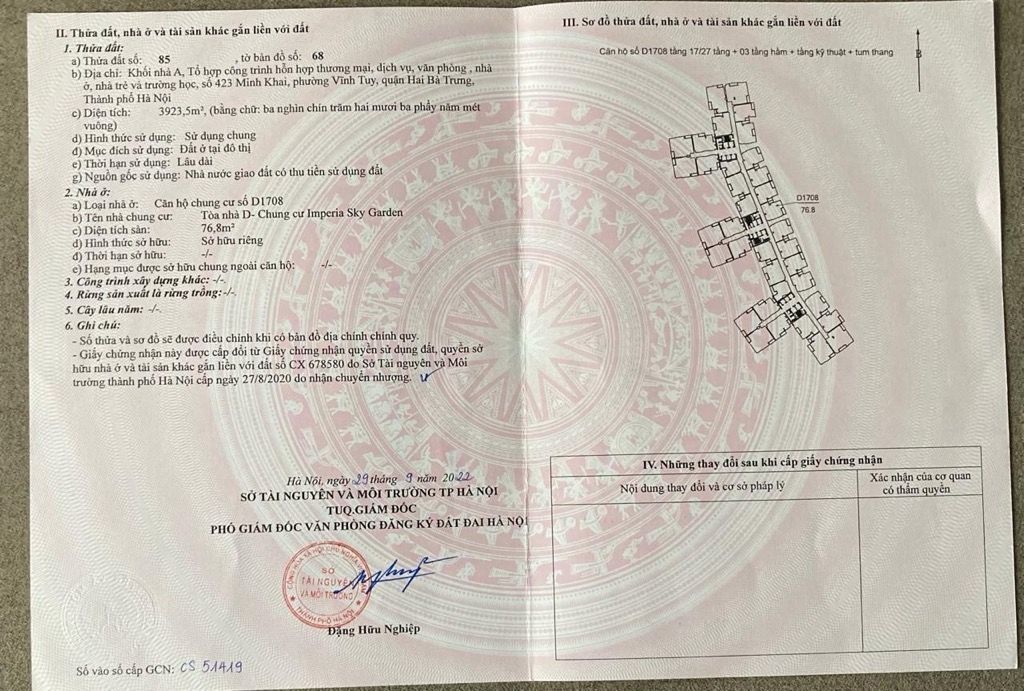 II. Thửa đất, nhà ở và tài sản khác gắn liền với đất
1. Thửa đất:
a) Thửa đất số: 85 , tờ bản đồ số: 68
b) Địa chỉ: Khối nhà A, Tổ hợp công trình hỗn hợp thương mại, dịch vụ, văn phòng , nhà
ở, nhà trẻ và trường học, số 423 Minh Khai, phường Vĩnh Tuy, quận Hai Bà Trưng,
Thành phố Hà Nội
c) Diện tích: 3923,5m², (bằng chữ: ba nghìn chín trăm hai mươi ba phẩy năm mét
vuông)
d) Hình thức sử dụng: Sử dụng chung
đ) Mục đích sử dụng: Đất ở tại đô thị
e) Thời hạn sử dụng: Lâu dài
g) Nguồn gốc sử dụng: Nhà nước giao đất có thu tiền sử dụng đất
2. Nhà ở:
a) Loại nhà ở: Căn hộ chung cư số D1708
b) Tên nhà chung cư: Tòa nhà D- Chung cư Imperia Sky Garden
c) Diện tích sàn: 76,8m²
d) Hình thức sở hữu: Sở hữu riêng
đ) Thời hạn sở hữu: -/-
e) Hạng mục được sở hữu chung ngoài căn hộ: -/-
3. Công trình xây dựng khác: -/-.
4. Rừng sản xuất là rừng trồng:-/-.
5. Cây lâu năm: -/-.
6. Ghi chú:
- Số thửa và sơ đồ sẽ được điều chỉnh khi có bản đồ địa chính chính quy.
- Giấy chứng nhận này được cấp đổi từ Giấy chứng nhận quyền sử dụng đất, quyền sở
hữu nhà ở và tài sản khác gắn liền với đất số CX 678580 do Sở Tài nguyên và Môi
trường thành phố Hà Nội cấp ngày 27/8/2020 do nhận chuyển nhượng.
Hà Nội, ngày 29 tháng 9 năm 2022
SỞ TÀI NGUYÊN VÀ MÔI TRƯỜNG TP HÀ NỘI
TUQ.GIÁM ĐỐC
PHÓ GIÁM ĐỐC VĂN PHÒNG ĐĂNG KÝ ĐẤT ĐAI HÀ NỘI
SỞ
TÀI NGUYÊN
VÀ MÔI TRƯỜNG
THÀNH PHỐ HÀ NỘI
Đặng Hữu Nghiệp
Số vào sổ cấp GCN: CS 51419
III. Sơ đồ thửa đất, nhà ở và tài sản khác gắn liền với đất
Căn hộ số D1708 tầng 17/27 tầng + 03 tầng hầm + tầng kỹ thuật + tum thang
B
D1708
76.8
IV. Những thay đổi sau khi cấp giấy chứng nhận
Nội dung thay đổi và cơ sở pháp lý
Xác nhận của cơ quan
có thẩm quyền